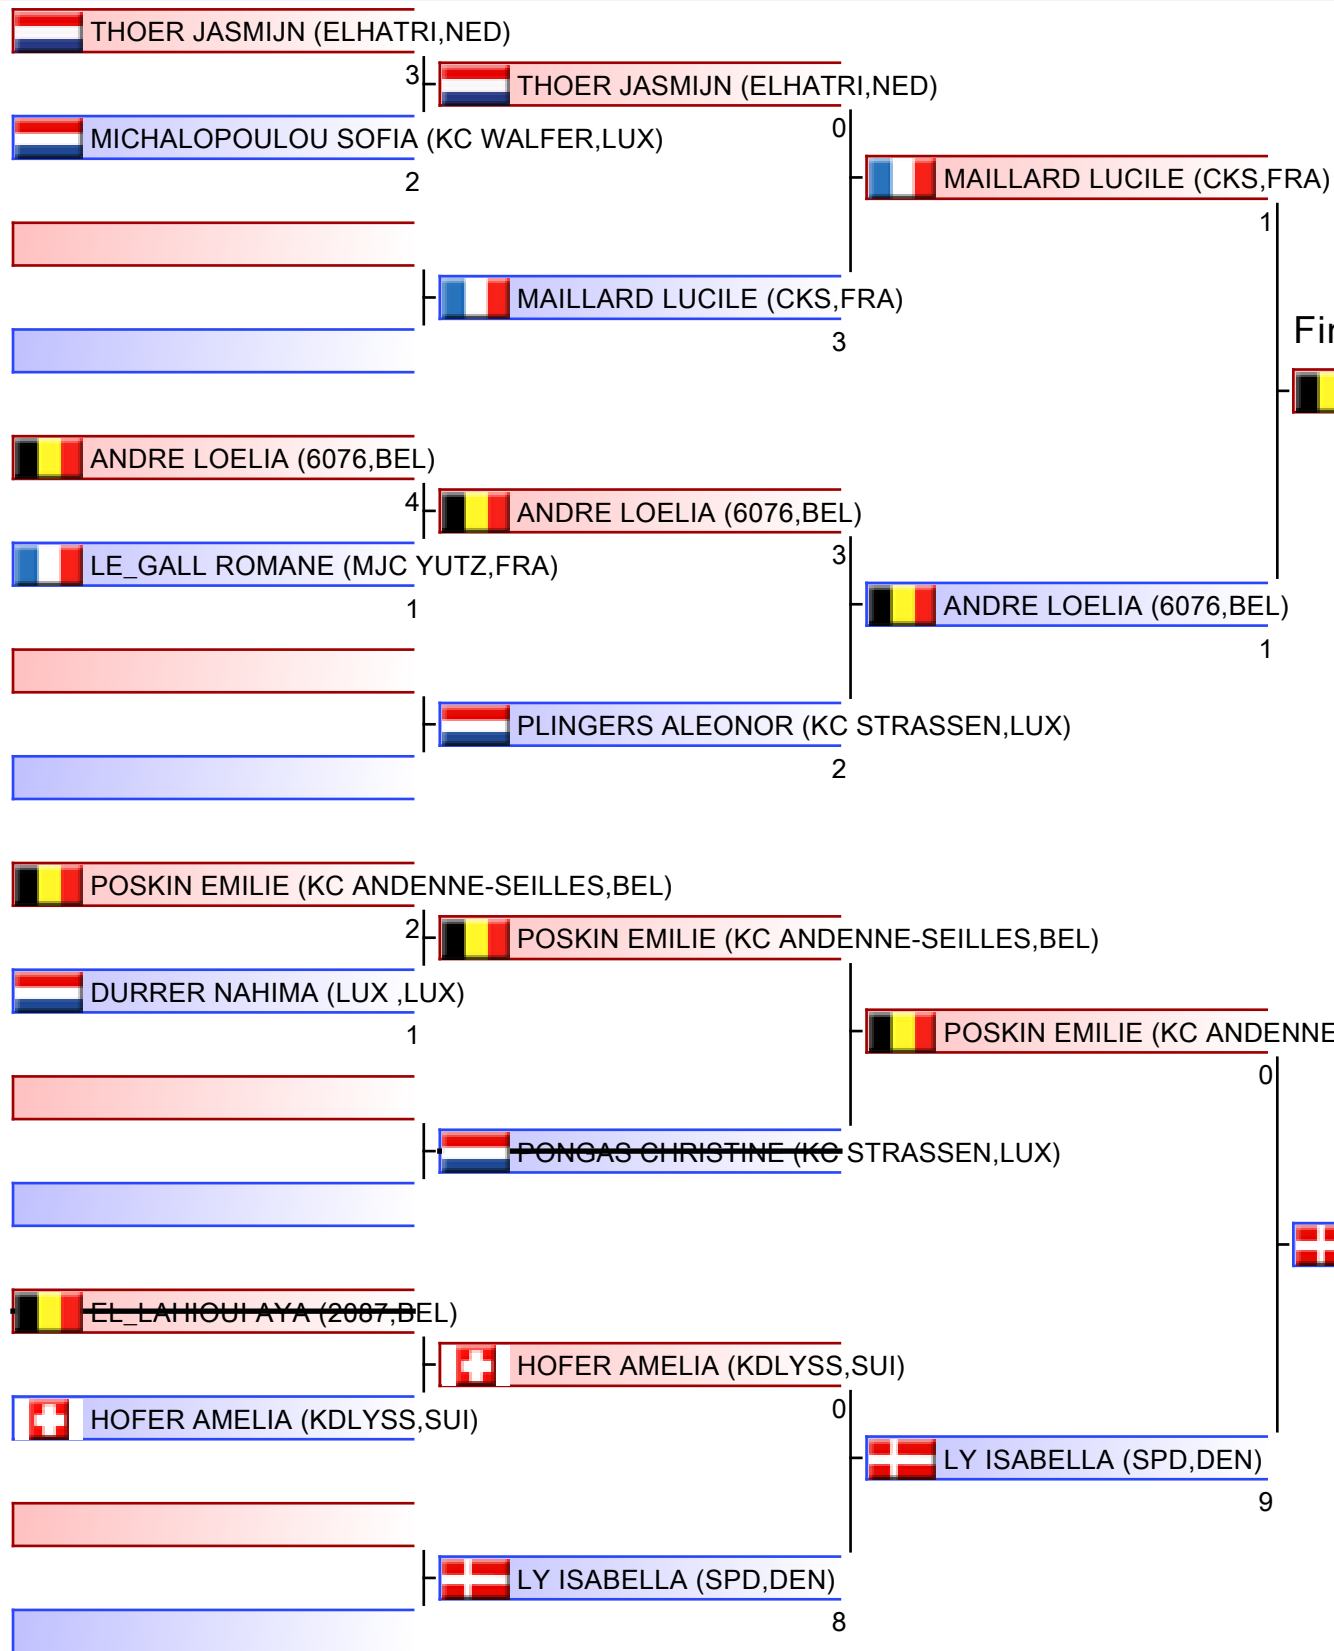 THOER JASMIJN (ELHATRI,NED)
3
THOER JASMIJN (ELHATRI,NED)
0
MICHALOPOULOU SOFIA (KC WALFER,LUX)
2
MAILLARD LUCILE (CKS,FRA)
1
MAILLARD LUCILE (CKS,FRA)
3
ANDRE LOELIA (6076,BEL)
4
ANDRE LOELIA (6076,BEL)
3
LE_GALL ROMANE (MJC YUTZ,FRA)
1
ANDRE LOELIA (6076,BEL)
1
PLINGERS ALEONOR (KC STRASSEN,LUX)
2
POSKIN EMILIE (KC ANDENNE-SEILLES,BEL)
2
POSKIN EMILIE (KC ANDENNE-SEILLES,BEL)
DURRER NAHIMA (LUX ,LUX)
1
POSKIN EMILIE (KC ANDENNE
0
PONGAS CHRISTINE (KC STRASSEN,LUX)
EL_LAHIOUI AYA (2087,BEL)
HOFER AMELIA (KDLYSS,SUI)
0
HOFER AMELIA (KDLYSS,SUI)
LY ISABELLA (SPD,DEN)
9
LY ISABELLA (SPD,DEN)
8